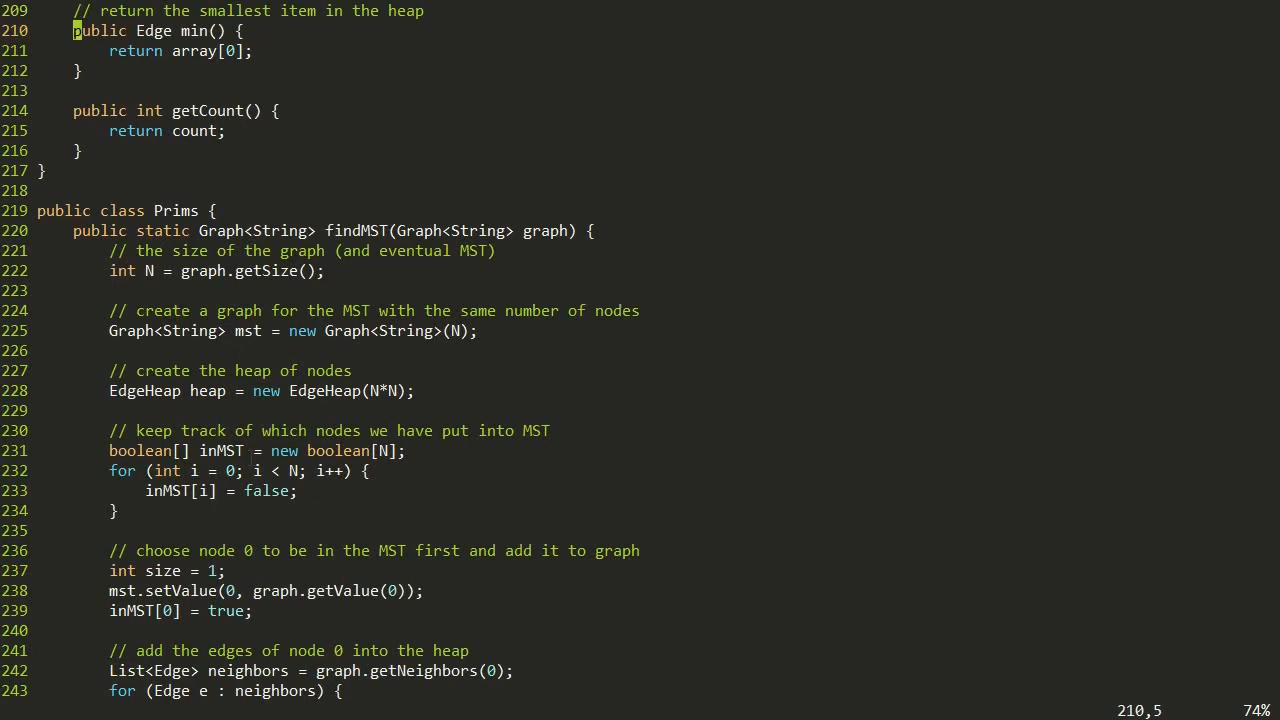 209     // return the smallest item in the heap
210     public Edge min() {
211         return array[0];
212     }
213
214     public int getCount() {
215         return count;
216     }
217 }
218
219 public class Prims {
220     public static Graph<String> findMST(Graph<String> graph) {
221         // the size of the graph (and eventual MST)
222         int N = graph.getSize();
223
224         // create a graph for the MST with the same number of nodes
225         Graph<String> mst = new Graph<String>(N);
226
227         // create the heap of nodes
228         EdgeHeap heap = new EdgeHeap(N*N);
229
230         // keep track of which nodes we have put into MST
231         boolean[] inMST = new boolean[N];
232         for (int i = 0; i < N; i++) {
233             inMST[i] = false;
234         }
235
236         // choose node 0 to be in the MST first and add it to graph
237         int size = 1;
238         mst.setValue(0, graph.getValue(0));
239         inMST[0] = true;
240
241         // add the edges of node 0 into the heap
242         List<Edge> neighbors = graph.getNeighbors(0);
243         for (Edge e : neighbors) {
210,5 74%